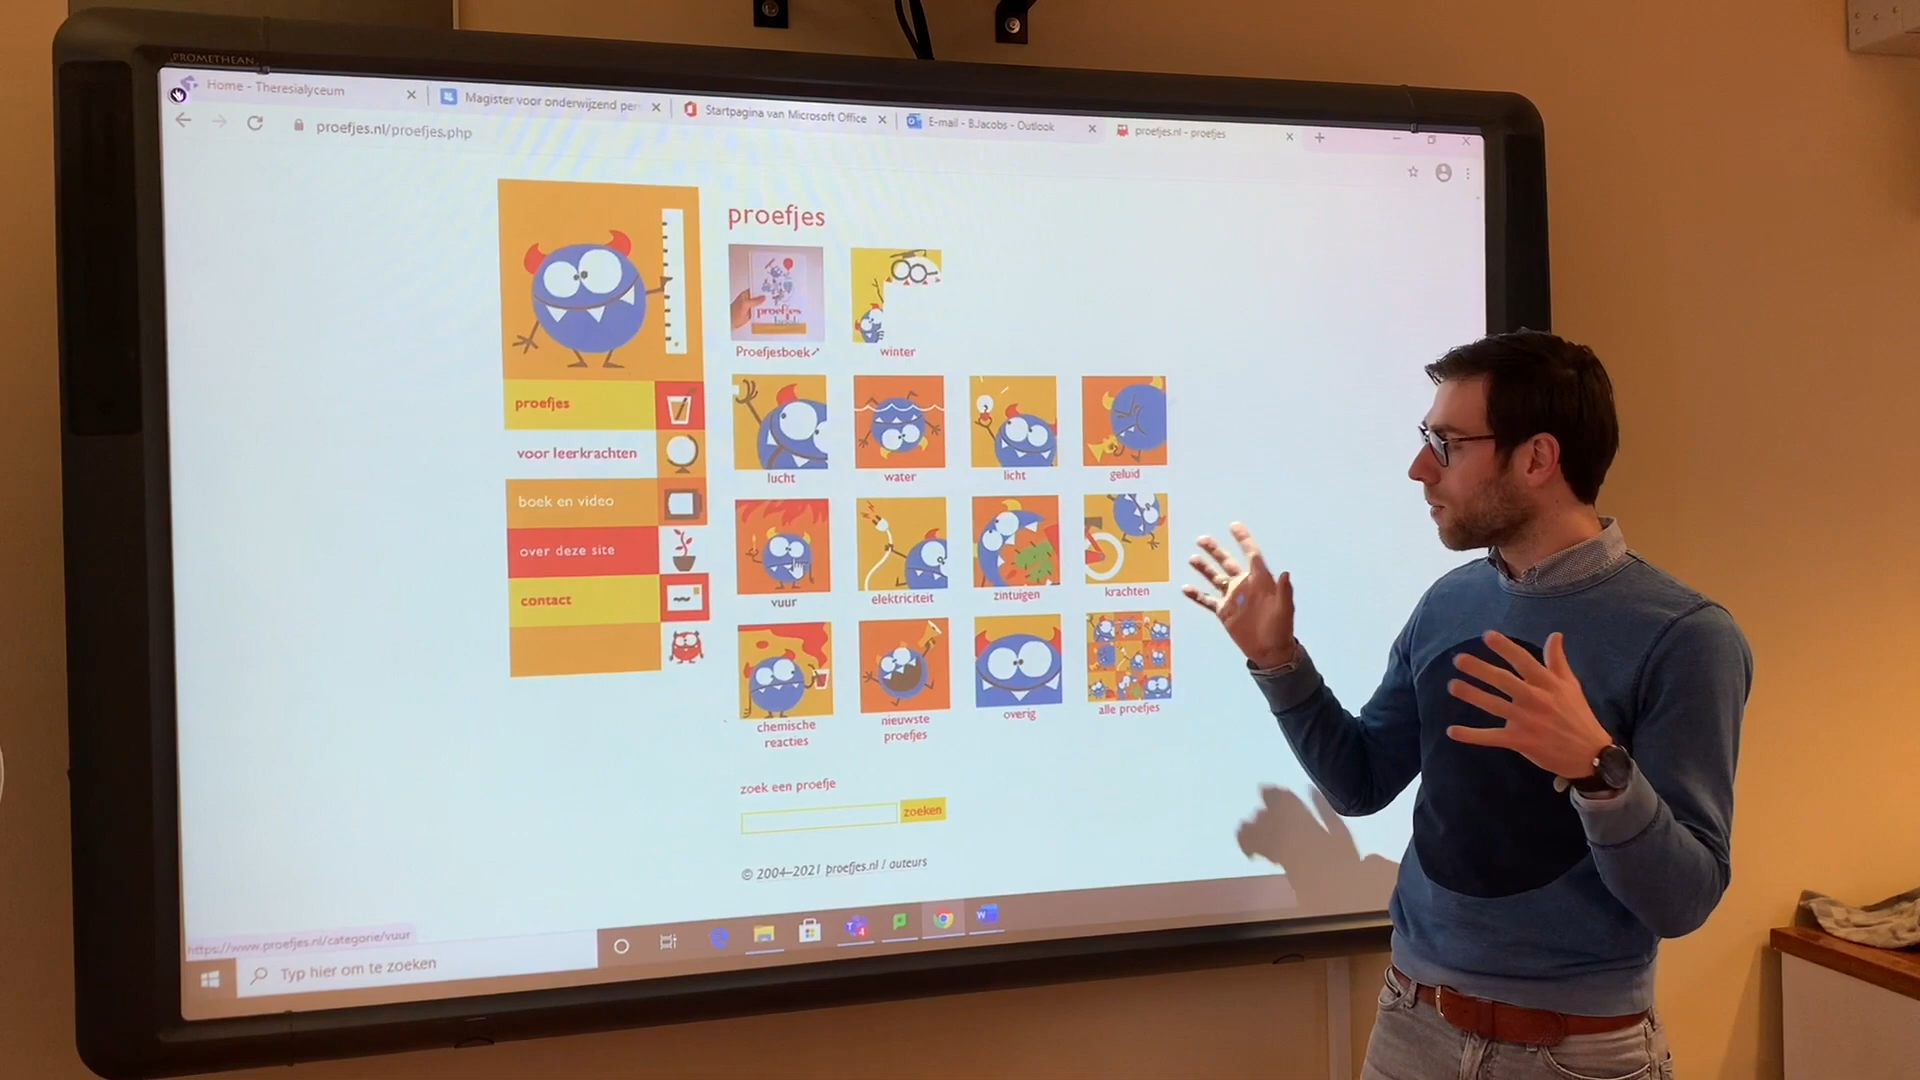 PROMETHEAN
Home - Theresialyceum
Magister voor onderwijzend per
Startpagina van Microsoft Office
E-mail - BJacobs - Outlook
proefjes.nl - proefjes
proefjes.nl/proefjes.php
proefjes
proefjes
Proefjesboek
winter
proefjes
voor leerkrachten
boek en video
over deze site
contact
lucht
water
licht
geluid
vuur
elektriciteit
zintuigen
krachten
chemische
reacties
nieuwste
proefjes
overig
alle proefjes
zoek een proefje
zoeken
© 2004–2021 proefjes.nl / auteurs
https://www.proefjes.nl/categorie/vuur
Typ hier om te zoeken
4
W